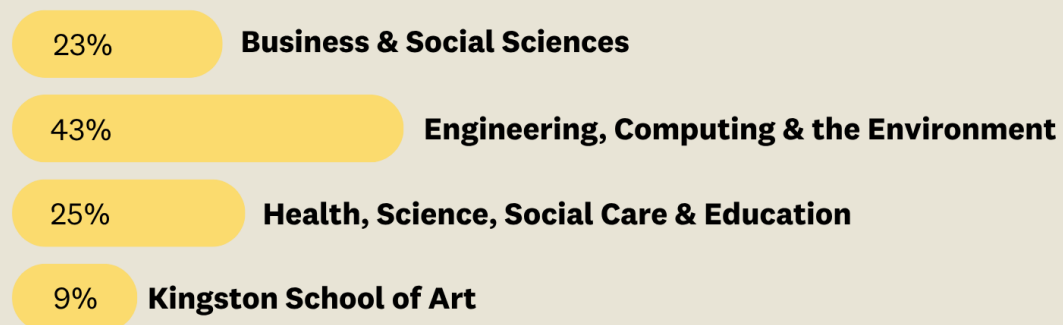 23% Business & Social Sciences
43% Engineering, Computing & the Environment
25% Health, Science, Social Care & Education
9% Kingston School of Art